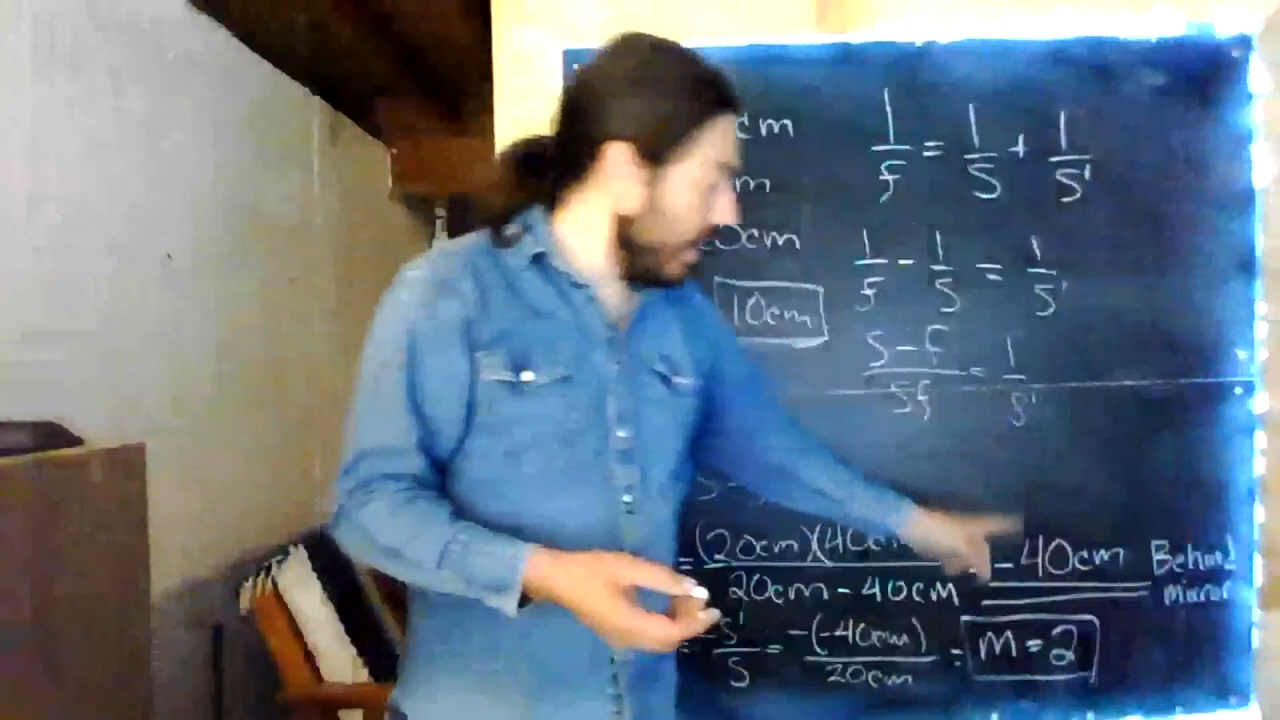 cm
m
0cm
10cm
1/f = 1/s + 1/s'
1/f - 1/s = 1/s'
s-f/sf = 1/s'
= (20cm)(40cm / 20cm - 40cm = -40cm Behind mirror
= -s'/s = -(-40cm)/20cm = m=2